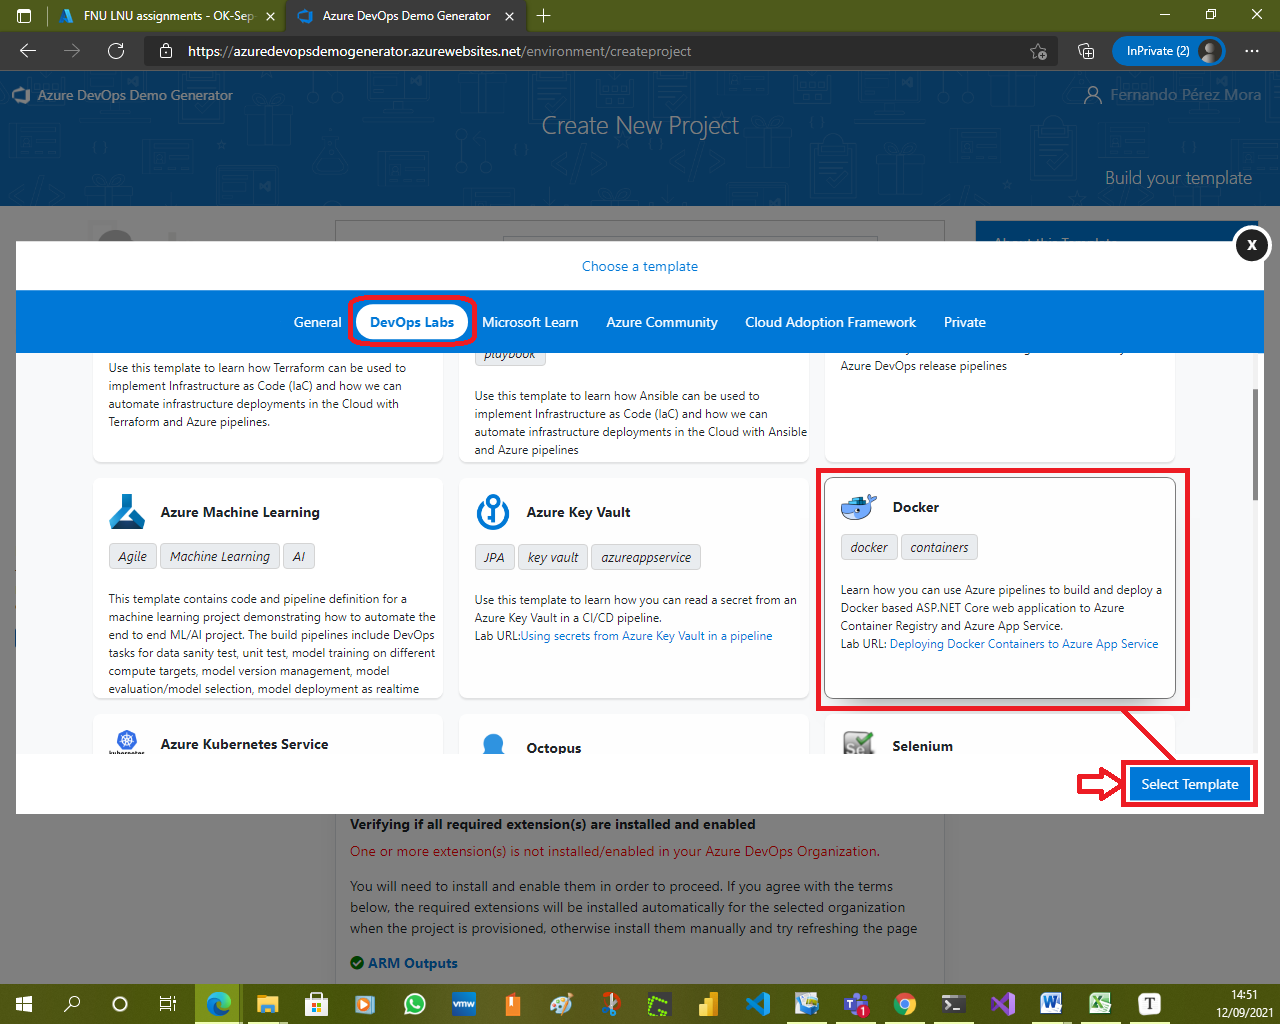 FNU LNU assignments - OK-Sep
Azure DevOps Demo Generator
https://azuredevopsdemogenerator.azurewebsites.net/environment/createproject
InPrivate (2)
Azure DevOps Demo Generator
Fernando Pérez Mora
Create New Project
Build your template
X
Choose a template
General
DevOps Labs
Microsoft Learn
Azure Community
Cloud Adoption Framework
Private
Use this template to learn how Terraform can be used to
implement Infrastructure as Code (IaC) and how we can
automate infrastructure deployments in the Cloud with
Terraform and Azure pipelines.
playbook
Use this template to learn how Ansible can be used to
implement Infrastructure as Code (IaC) and how we can
automate infrastructure deployments in the Cloud with Ansible
and Azure pipelines
Azure DevOps release pipelines
Azure Machine Learning
Agile
Machine Learning
AI
This template contains code and pipeline definition for a
machine learning project demonstrating how to automate the
end to end ML/AI project. The build pipelines include DevOps
tasks for data sanity test, unit test, model training on different
compute targets, model version management, model
evaluation/model selection, model deployment as realtime
Azure Key Vault
JPA
key vault
azureappservice
Use this template to learn how you can read a secret from an
Azure Key Vault in a CI/CD pipeline.
Lab URL:Using secrets from Azure Key Vault in a pipeline
Docker
docker
containers
Learn how you can use Azure pipelines to build and deploy a
Docker based ASP.NET Core web application to Azure
Container Registry and Azure App Service.
Lab URL: Deploying Docker Containers to Azure App Service
Azure Kubernetes Service
Octopus
Se
Selenium
Select Template
Verifying if all required extension(s) are installed and enabled
One or more extension(s) is not installed/enabled in your Azure DevOps Organization.
You will need to install and enable them in order to proceed. If you agree with the terms
below, the required extensions will be installed automatically for the selected organization
when the project is provisioned, otherwise install them manually and try refreshing the page
ARM Outputs
vmw
1
W
X
T
14:51
12/09/2021